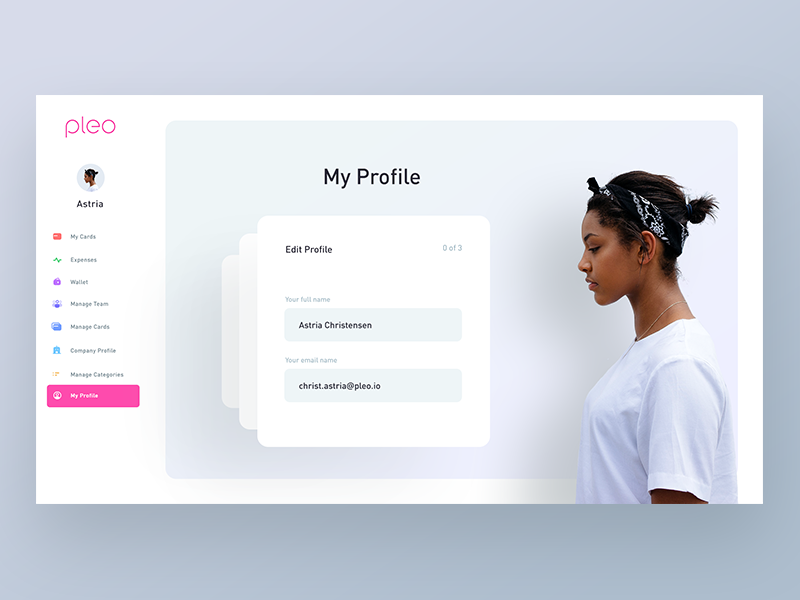 pleo
Astria
My Cards
Expenses
Wallet
Manage Team
Manage Cards
Company Profile
Manage Categories
My Profile
My Profile
Edit Profile
0 of 3
Your full name
Astria Christensen
Your email name
christ.astria@pleo.io